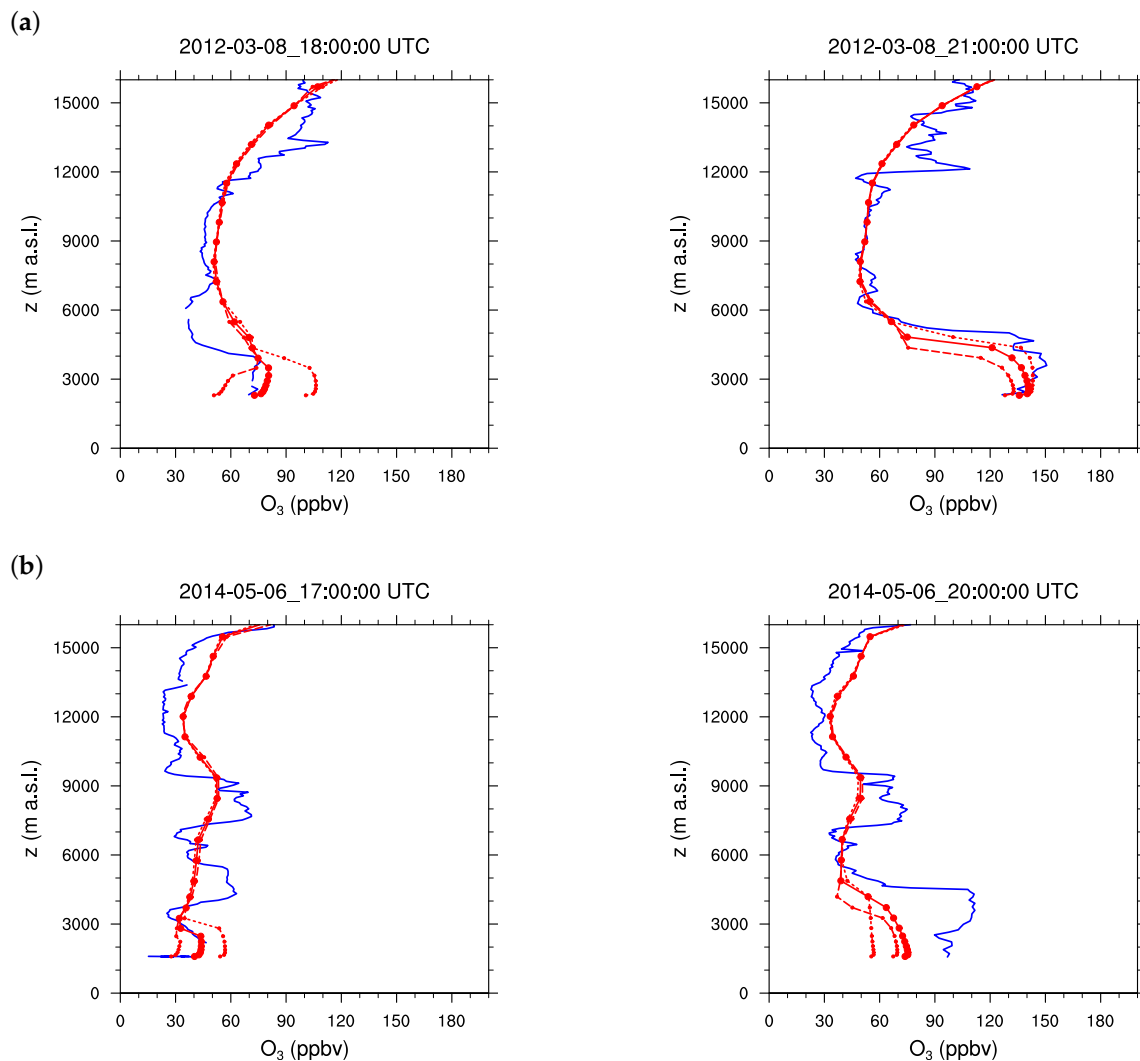 (a)
2012-03-08_18:00:00 UTC
2012-03-08_21:00:00 UTC
z (m a.s.l.)
15000
12000
9000
6000
3000
0
0 30 60 90 120 150 180
O3 (ppbv)
z (m a.s.l.)
15000
12000
9000
6000
3000
0
0 30 60 90 120 150 180
O3 (ppbv)
(b)
2014-05-06_17:00:00 UTC
2014-05-06_20:00:00 UTC
z (m a.s.l.)
15000
12000
9000
6000
3000
0
0 30 60 90 120 150 180
O3 (ppbv)
z (m a.s.l.)
15000
12000
9000
6000
3000
0
0 30 60 90 120 150 180
O3 (ppbv)